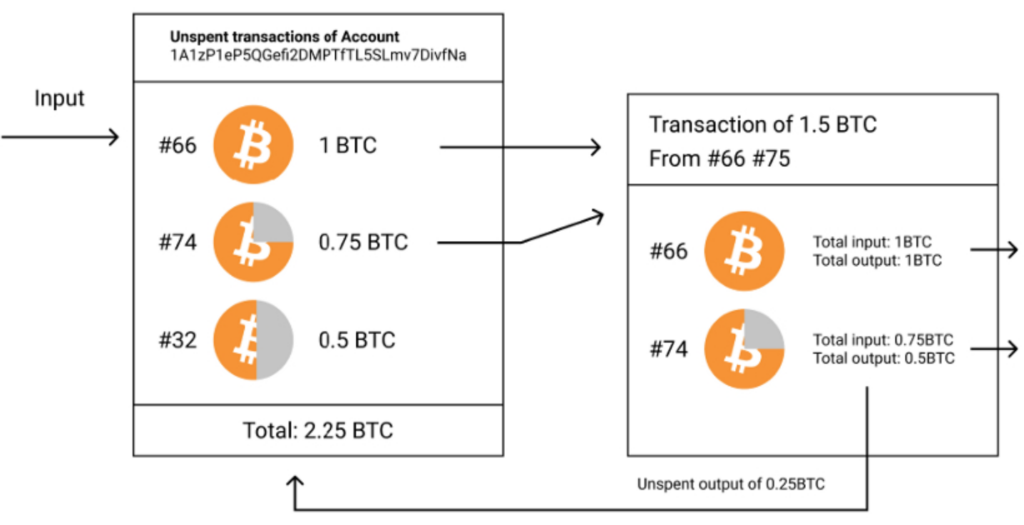 Unspent transactions of Account
1A1zP1eP5QGefi2DMPTfTL5SLmv7DivfNa
Input
#66 1 BTC
#74 0.75 BTC
#32 0.5 BTC
Total: 2.25 BTC
Transaction of 1.5 BTC
From #66 #75
#66
Total input: 1BTC
Total output: 1BTC
#74
Total input: 0.75BTC
Total output: 0.5BTC
Unspent output of 0.25BTC